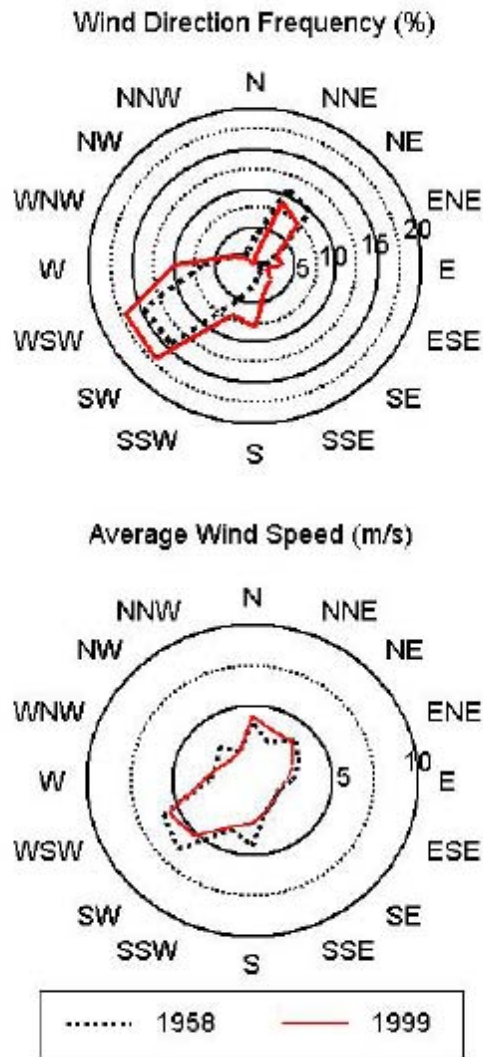 Wind Direction Frequency (%)
N
NNW NNE
NW NE
WNW ENE
20
15
10
5
W E
WSW ESE
SW SE
SSW SSE
S
Average Wind Speed (m/s)
N
NNW NNE
NW NE
WNW ENE
W 5 10 E
WSW ESE
SW SE
SSW SSE
S
1958 1999